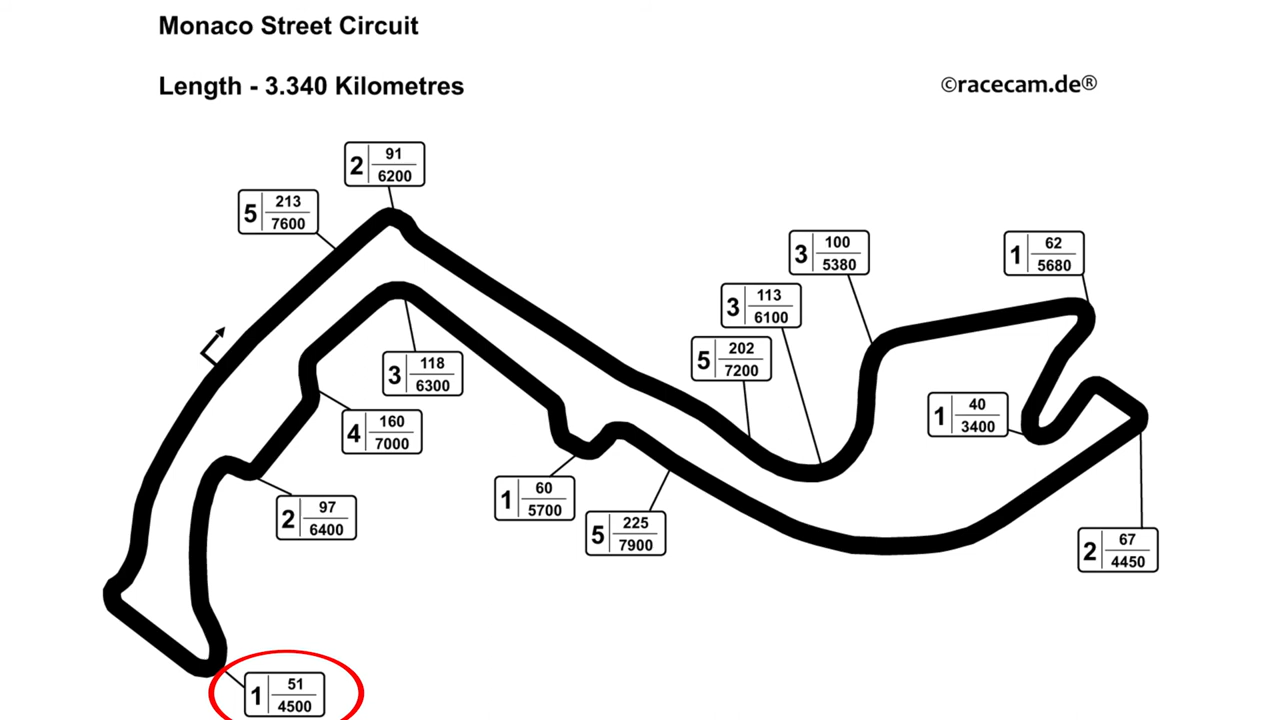 Monaco Street Circuit
Length - 3.340 Kilometres
©racecam.de®
2 91 6200
5 213 7600
3 100 5380
1 62 5680
3 113 6100
5 202 7200
3 118 6300
4 160 7000
1 40 3400
1 60 5700
2 97 6400
5 225 7900
2 67 4450
1 51 4500